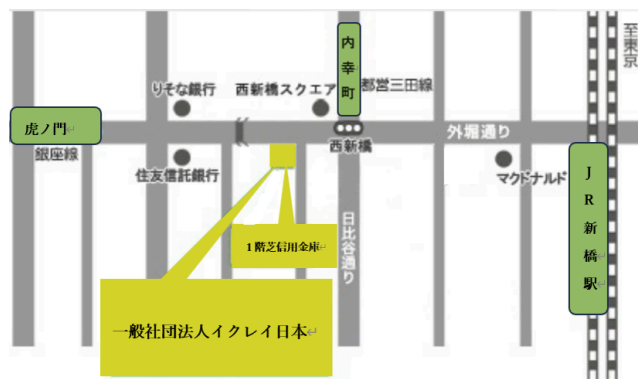 至東京
内幸町
都営三田線
りそな銀行
西新橋スクエア
虎ノ門
銀座線
外堀通り
西新橋
住友信託銀行
マクドナルド
JR新橋駅
日比谷通り
1階芝信用金庫
一般社団法人イクレイ日本